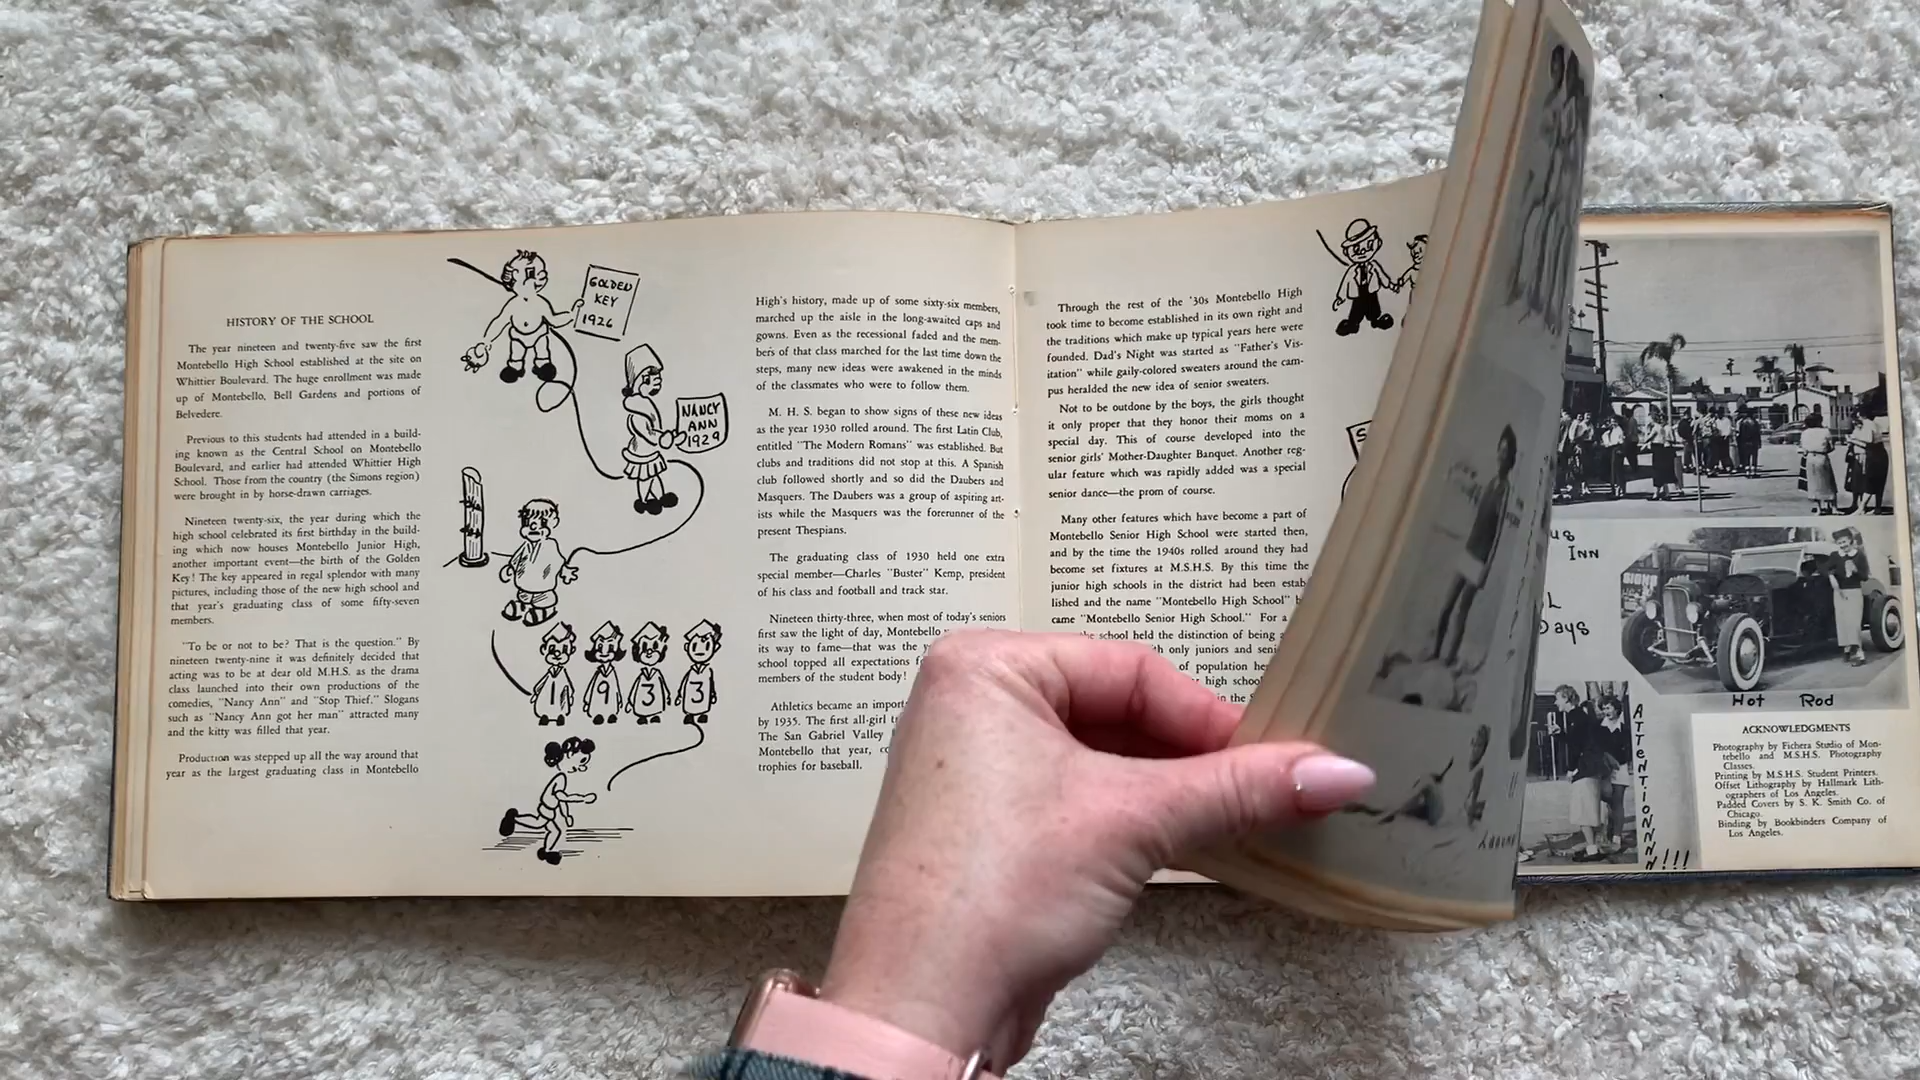 HISTORY OF THE SCHOOL
The year nineteen and twenty-five saw the first
Montebello High School established at the site on
Whittier Boulevard. The huge enrollment was made
up of Montebello, Bell Gardens and portions of
Belvedere.
Previous to this students had attended in a build-
ing known as the Central School on Montebello
Boulevard, and earlier had attended Whittier High
School. Those from the country (the Simons region)
were brought in by horse-drawn carriages.
Nineteen twenty-six, the year during which the
high school celebrated its first birthday in the build-
ing which now houses Montebello Junior High,
another important event—the birth of the Golden
Key! The key appeared in regal splendor with many
pictures, including those of the new high school and
that year's graduating class of some fifty-seven
members.
"To be or not to be? That is the question." By
nineteen twenty-nine it was definitely decided that
acting was to be at dear old M.H.S. as the drama
class launched into their own productions of the
comedies, "Nancy Ann" and "Stop Thief." Slogans
such as "Nancy Ann got her man" attracted many
and the kitty was filled that year.
Production was stepped up all the way around that
year as the largest graduating class in Montebello
GOLDEN
KEY
1926
NANCY
ANN
1929
1 9 3 3
High's history, made up of some sixty-six members,
marched up the aisle in the long-awaited caps and
gowns. Even as the recessional faded and the mem-
bers of that class marched for the last time down the
steps, many new ideas were awakened in the minds
of the classmates who were to follow them.
M. H. S. began to show signs of these new ideas
as the year 1930 rolled around. The first Latin Club,
entitled "The Modern Romans" was established. But
clubs and traditions did not stop at this. A Spanish
club followed shortly and so did the Daubers and
Masquers. The Daubers was a group of aspiring art-
ists while the Masquers was the forerunner of the
present Thespians.
The graduating class of 1930 held one extra
special member—Charles "Buster" Kemp, president
of his class and football and track star.
Nineteen thirty-three, when most of today's seniors
first saw the light of day, Montebello
its way to fame—that was the
school topped all expectations
members of the student body!
Athletics became an
by 1935. The first all-girl
The San Gabriel Valley
Montebello that year,
trophies for baseball.
Through the rest of the '30s Montebello High
took time to become established in its own right and
the traditions which make up typical years here were
founded. Dad's Night was started as "Father's Vis-
itation" while gaily-colored sweaters around the cam-
pus heralded the new idea of senior sweaters.
Not to be outdone by the boys, the girls thought
it only proper that they honor their moms on a
special day. This of course developed into the
senior girls' Mother-Daughter Banquet. Another reg-
ular feature which was rapidly added was a special
senior dance—the prom of course.
Many other features which have become a part of
Montebello Senior High School were started then,
and by the time the 1940s rolled around they had
become set fixtures at M.S.H.S. By this time the
junior high schools in the district had been estab
lished and the name "Montebello High School"
came "Montebello Senior High School." For a
the school held the distinction of being
only juniors and
of population
high school
in the
INN
Days
Hot Rod
ATTENTIONNN!!!
ACKNOWLEDGMENTS
Photography by Fichera Studio of Mon-
tebello and M.S.H.S. Photography
Classes.
Printing by M.S.H.S. Student Printers.
Offset Lithography by Hallmark Lith-
ographers of Los Angeles.
Padded Covers by S. K. Smith Co. of
Chicago.
Binding by Bookbinders Company of
Los Angeles.